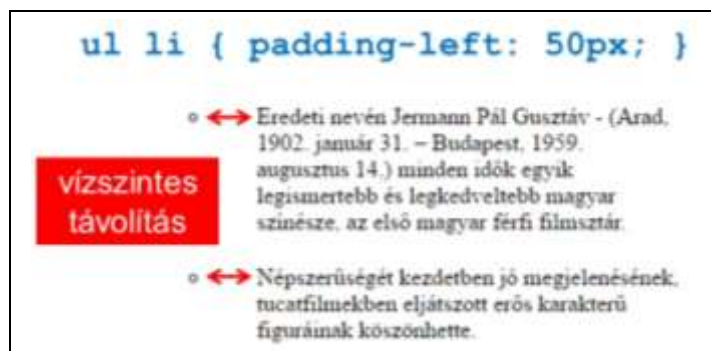 ul li { padding-left: 50px; }
Eredeti nevén Jermann Pál Gusztáv - (Arad,
1902. január 31. – Budapest, 1959.
augusztus 14.) minden idők egyik
legismertebb és legkedveltebb magyar
színésze, az első magyar férfi filmsztár.
vízszintes
távolítás
Népszerűségét kezdetben jó megjelenésének,
tucatfilmekben eljátszott erős karakterű
figuráinak köszönhette.